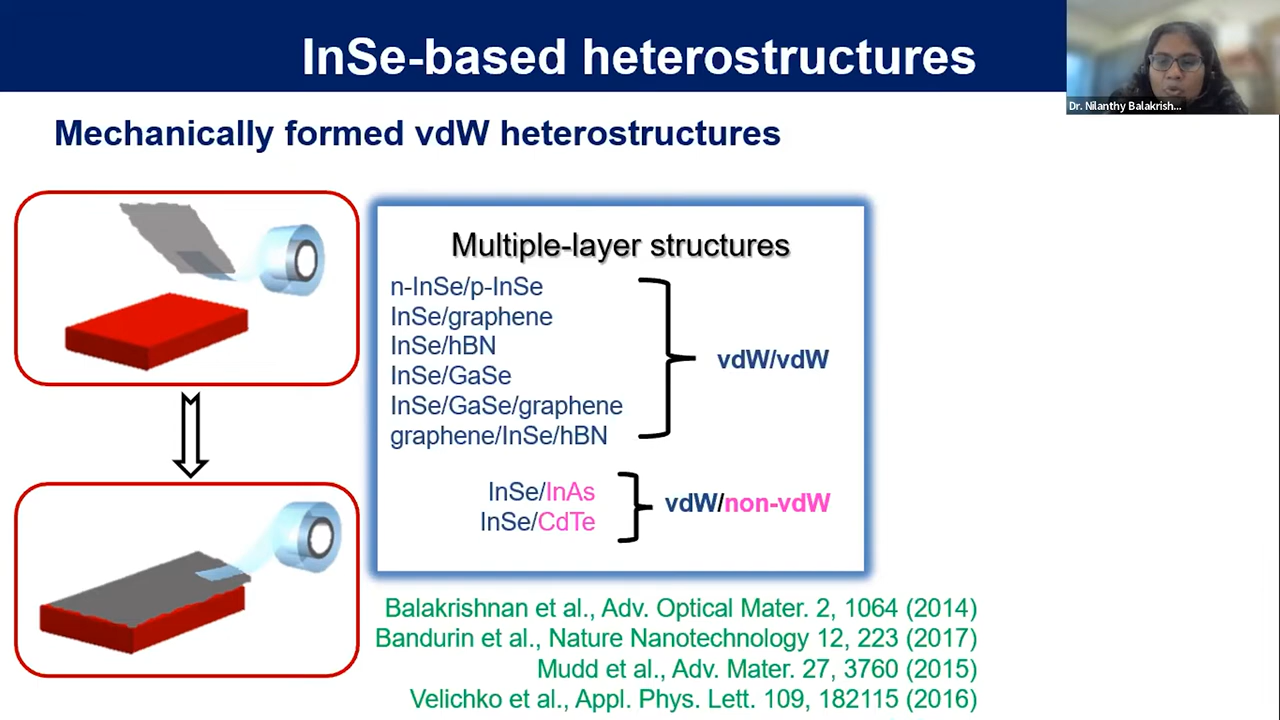 InSe-based heterostructures
Dr. Nilanthy Balakrish...
Mechanically formed vdW heterostructures
Multiple-layer structures
n-InSe/p-InSe
InSe/graphene
InSe/hBN
InSe/GaSe
InSe/GaSe/graphene
graphene/InSe/hBN
vdW/vdW
InSe/InAs
InSe/CdTe
vdW/non-vdW
Balakrishnan et al., Adv. Optical Mater. 2, 1064 (2014)
Bandurin et al., Nature Nanotechnology 12, 223 (2017)
Mudd et al., Adv. Mater. 27, 3760 (2015)
Velichko et al., Appl. Phys. Lett. 109, 182115 (2016)